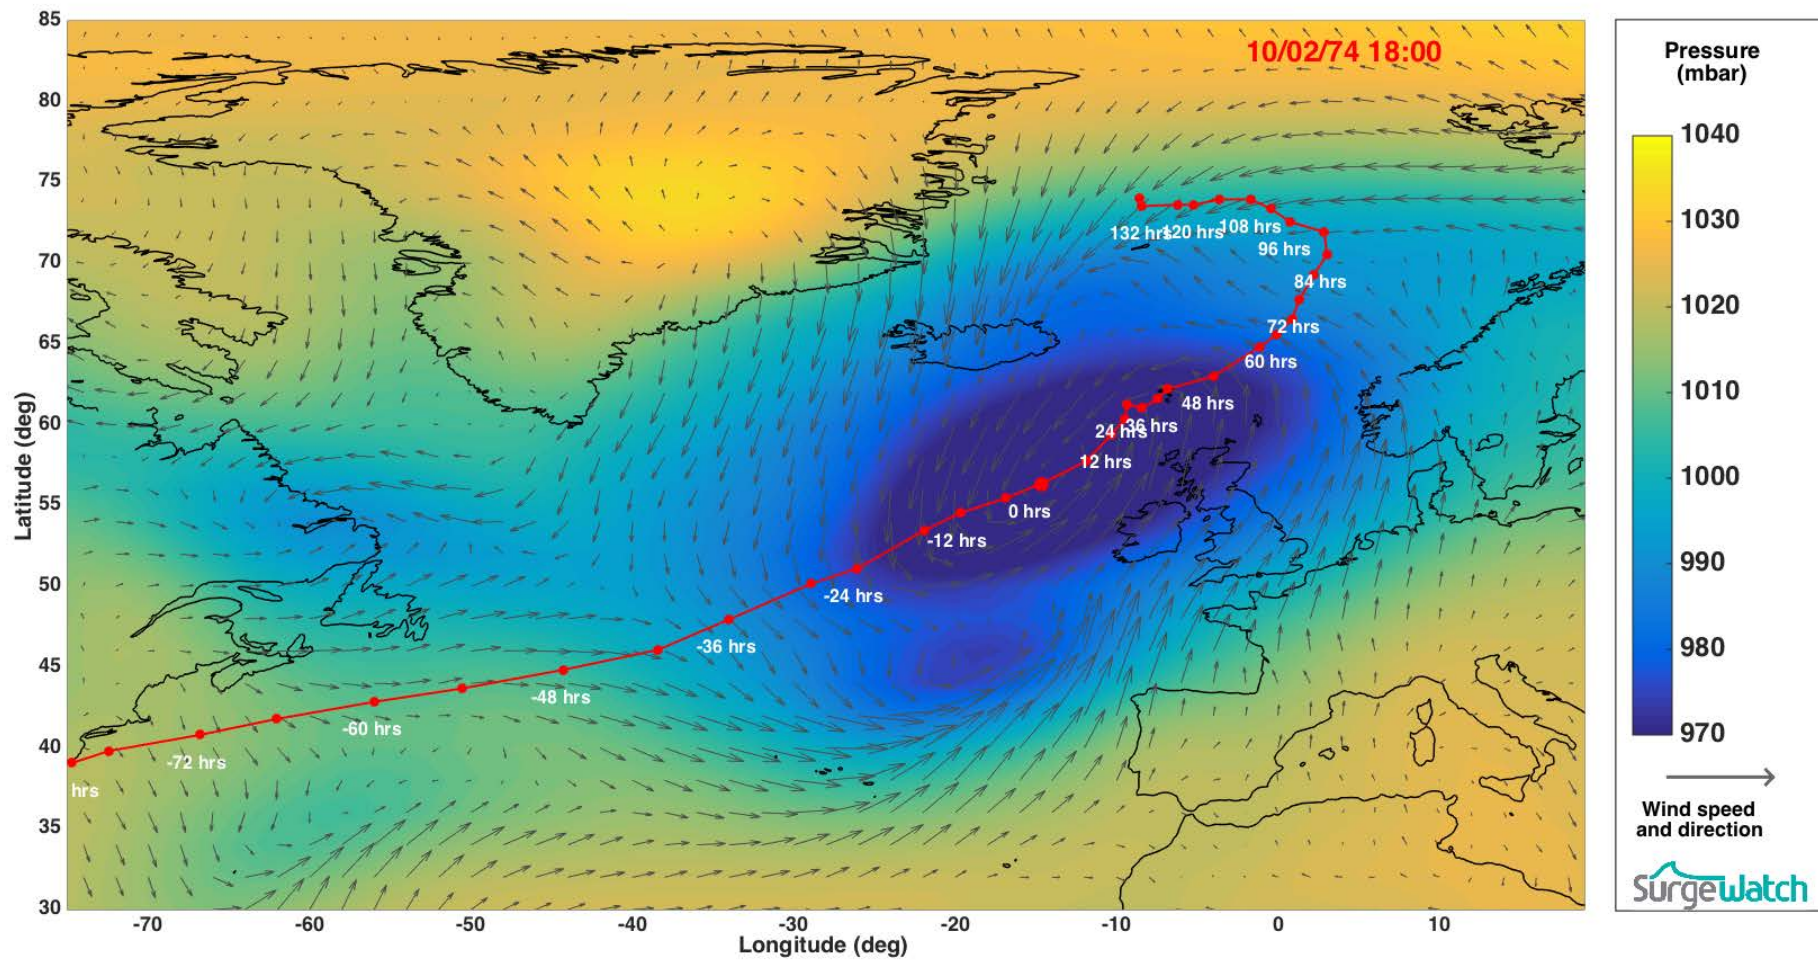 10/02/74 18:00
Latitude (deg)
85
80
75
70
65
60
55
50
45
40
35
30
132 hrs
120 hrs
108 hrs
96 hrs
84 hrs
72 hrs
60 hrs
48 hrs
36 hrs
24 hrs
12 hrs
0 hrs
-12 hrs
-24 hrs
-36 hrs
-48 hrs
-60 hrs
-72 hrs
hrs
-70 -60 -50 -40 -30 -20 -10 0 10
Longitude (deg)
Pressure
(mbar)
1040
1030
1020
1010
1000
990
980
970
Wind speed
and direction
Surgewatch